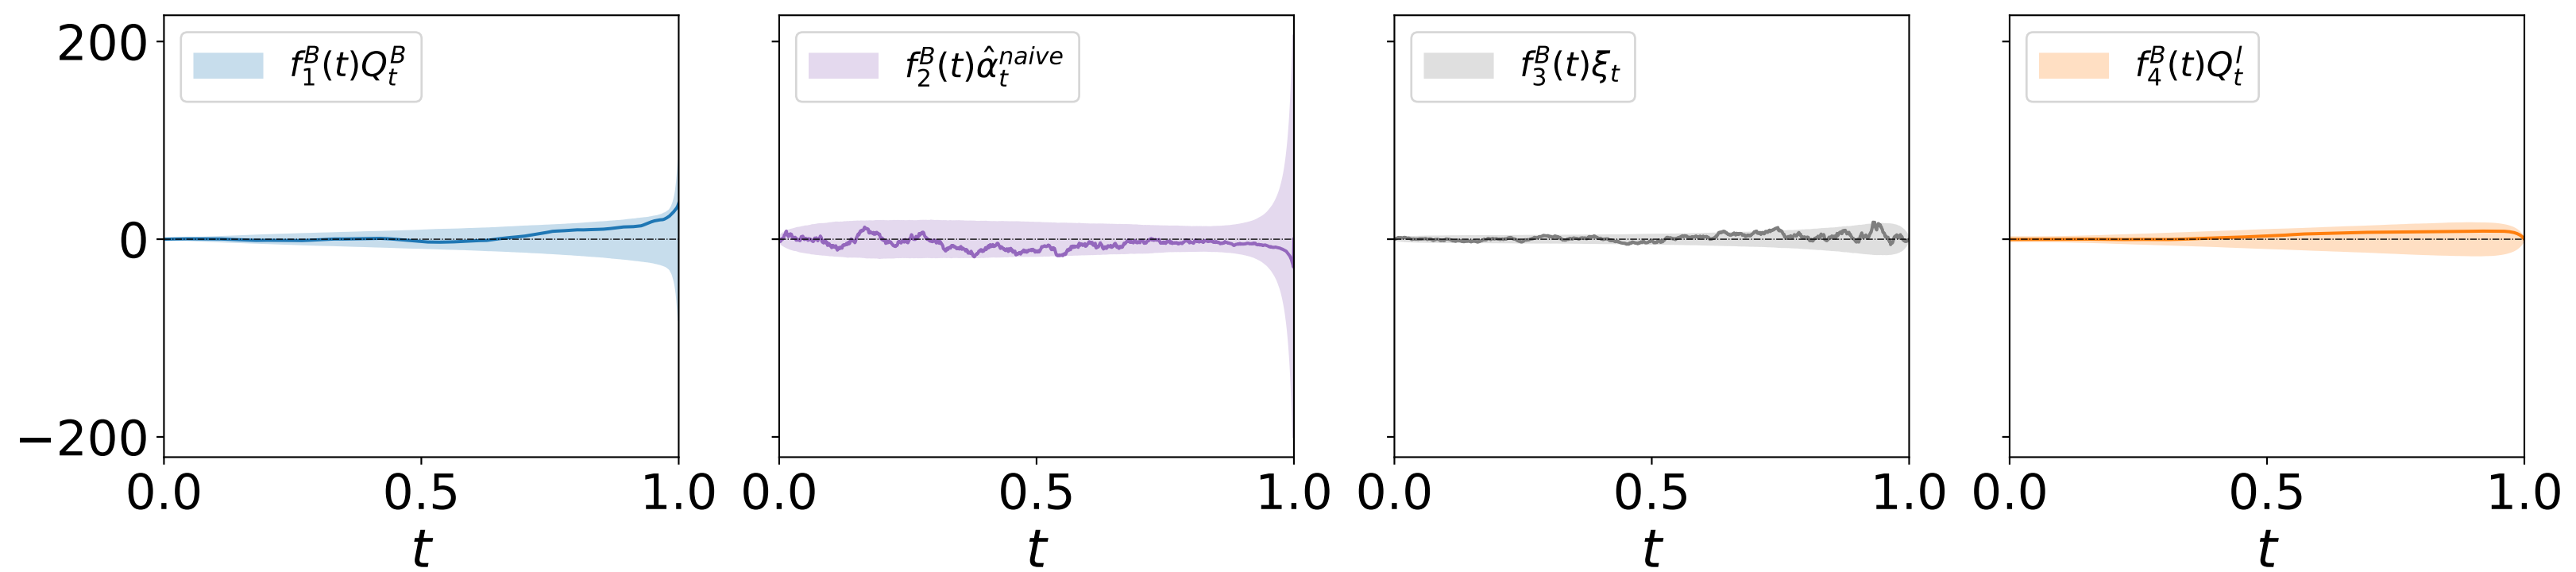 200
0
−200
f₁ᴮ(t)Qₜᴮ
0.0 0.5 1.0
t
f₂ᴮ(t)α̂ₜⁿᵃⁱᵛᵉ
0.0 0.5 1.0
t
f₃ᴮ(t)ξₜ
0.0 0.5 1.0
t
f₄ᴮ(t)Qₜᴵ
0.0 0.5 1.0
t